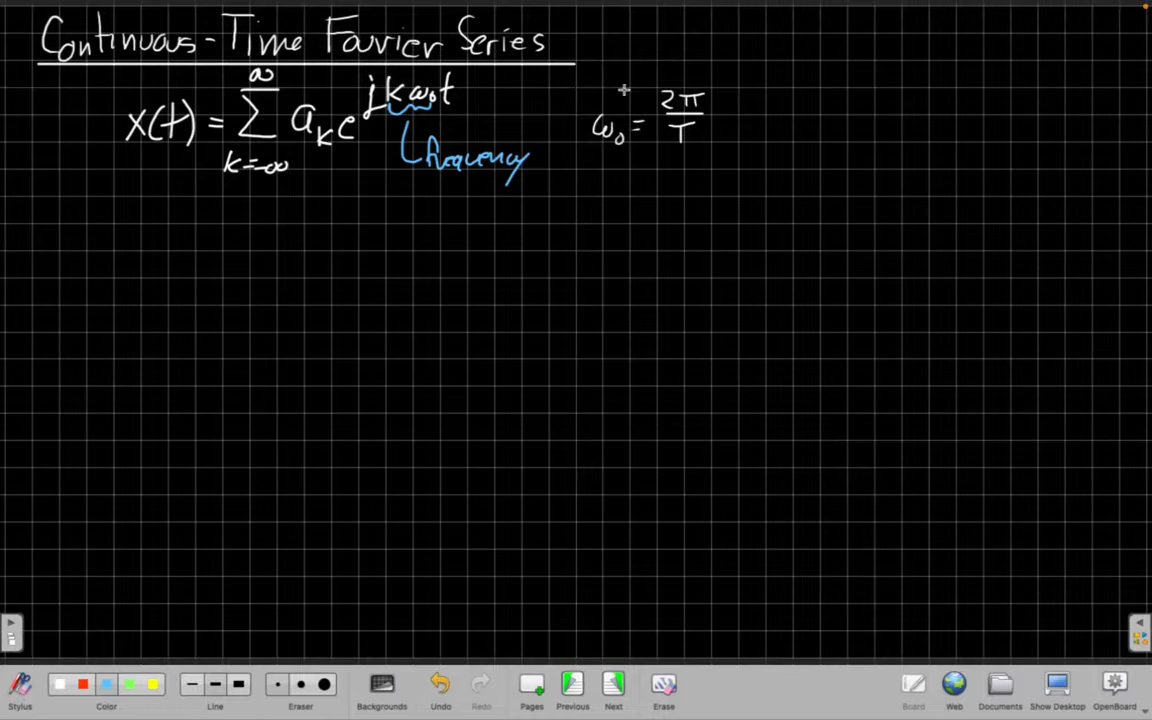 Continuous-Time Fourier Series
x(t) = ∑_{k=-∞}^{∞} a_k e^{jkω₀t}
frequency
ω₀ = 2π/T
Stylus Color Line Eraser Backgrounds Undo Redo Pages Previous Next Erase Board Web Documents Show Desktop OpenBoard